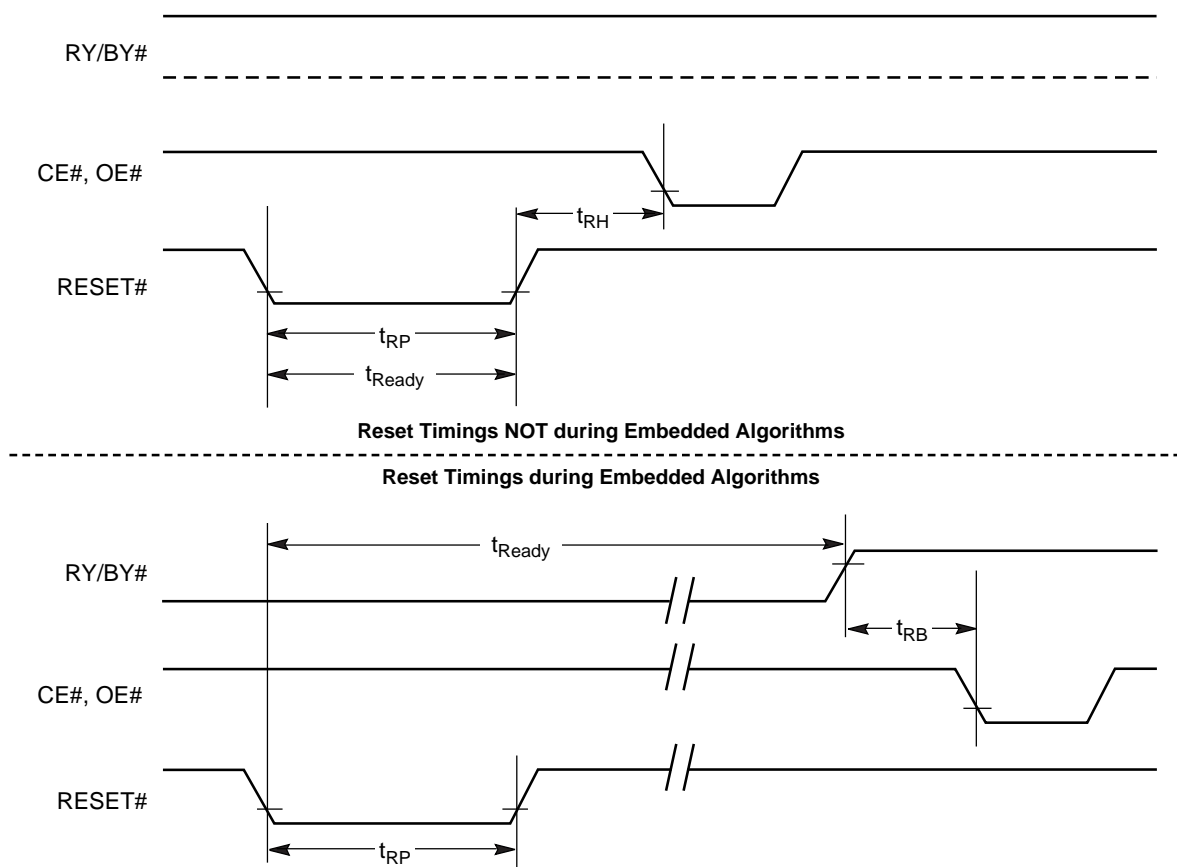 RY/BY#
CE#, OE#
tRH
RESET#
tRP
tReady
Reset Timings NOT during Embedded Algorithms
Reset Timings during Embedded Algorithms
tReady
RY/BY#
tRB
CE#, OE#
RESET#
tRP